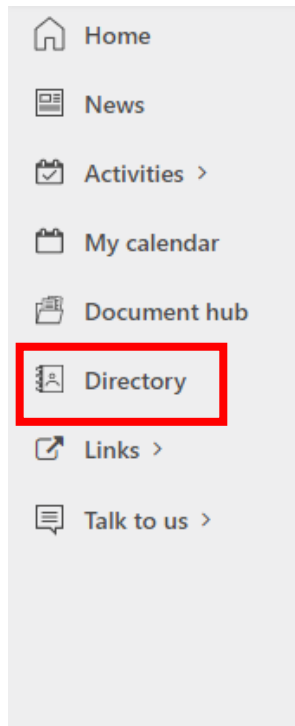 Home
News
Activities >
My calendar
Document hub
Directory
Links >
Talk to us >